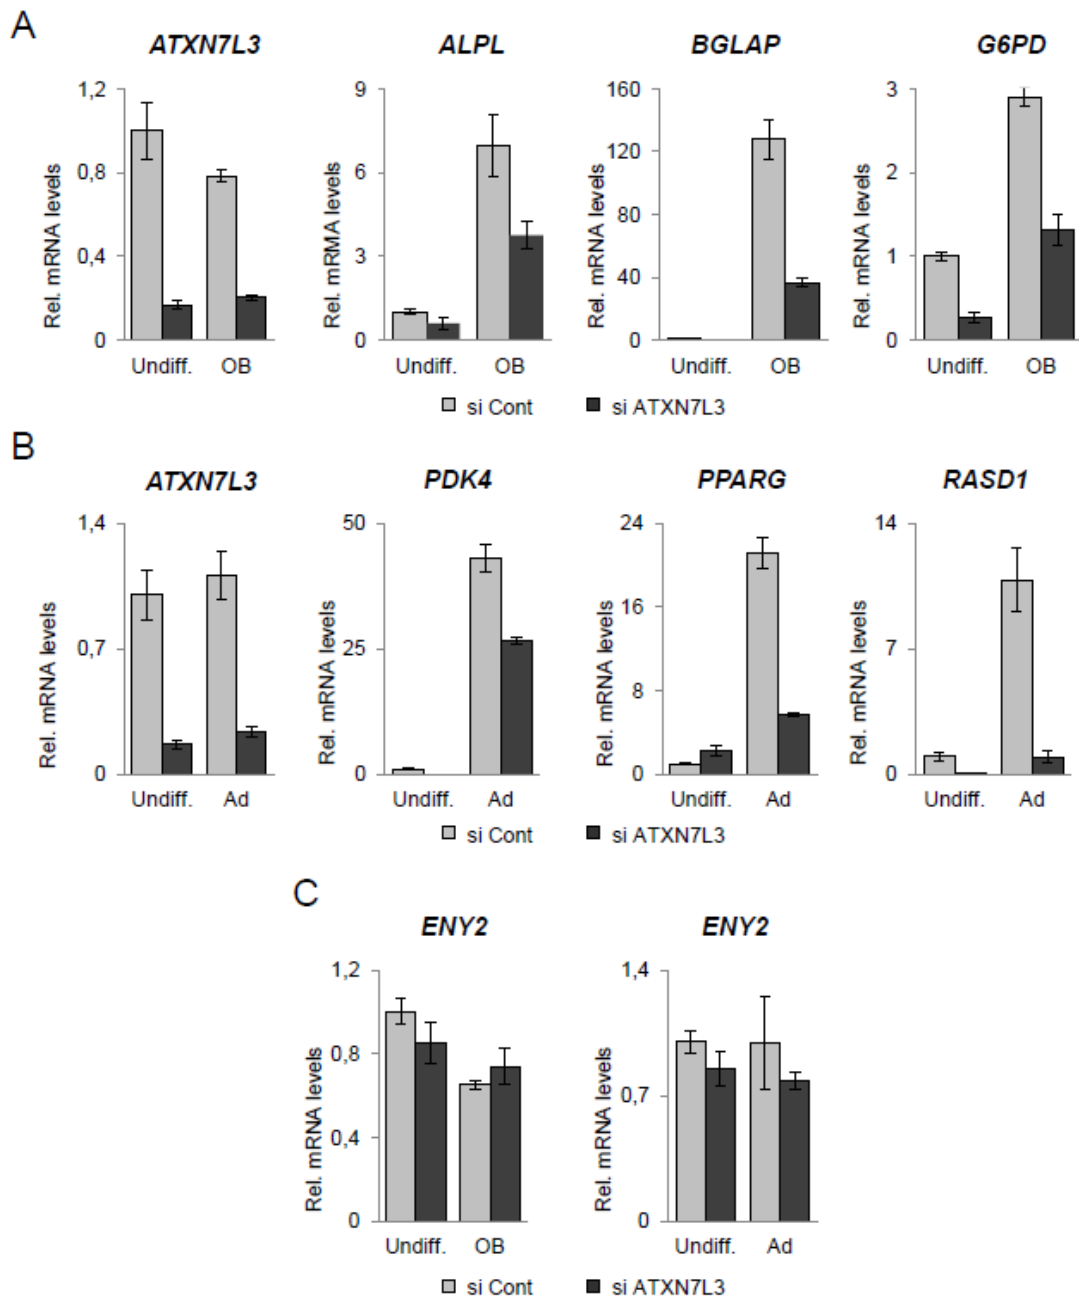 A
ATXN7L3 ALPL BGLAP G6PD
Rel. mRNA levels
1,2
0,8
0,4
0
Undiff. OB
Rel. mRMA levels
9
6
3
0
Undiff. OB
Rel. mRNA levels
160
120
80
40
0
Undiff. OB
Rel. mRNA levels
3
2
1
0
Undiff. OB
si Cont si ATXN7L3
B
ATXN7L3 PDK4 PPARG RASD1
Rel. mRNA levels
1,4
0,7
0
Undiff. Ad
Rel. mRNA levels
50
25
0
Undiff. Ad
Rel. mRNA levels
24
16
8
0
Undiff. Ad
Rel. mRNA levels
14
7
0
Undiff. Ad
si Cont si ATXN7L3
C
ENY2 ENY2
Rel. mRNA levels
1,2
0,8
0,4
0
Undiff. OB
Rel. mRNA levels
1,4
0,7
0
Undiff. Ad
si Cont si ATXN7L3